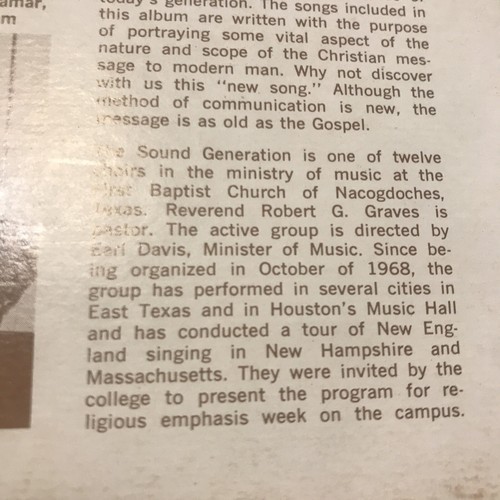 amar,
m
today's generation. The songs included in
this album are written with the purpose
of portraying some vital aspect of the
nature and scope of the Christian mes-
sage to modern man. Why not discover
with us this "new song." Although the
method of communication is new, the
message is as old as the Gospel.
The Sound Generation is one of twelve
choirs in the ministry of music at the
First Baptist Church of Nacogdoches,
Texas. Reverend Robert G. Graves is
pastor. The active group is directed by
Earl Davis, Minister of Music. Since be-
ing organized in October of 1968, the
group has performed in several cities in
East Texas and in Houston's Music Hall
and has conducted a tour of New Eng-
land singing in New Hampshire and
Massachusetts. They were invited by the
college to present the program for re-
ligious emphasis week on the campus.